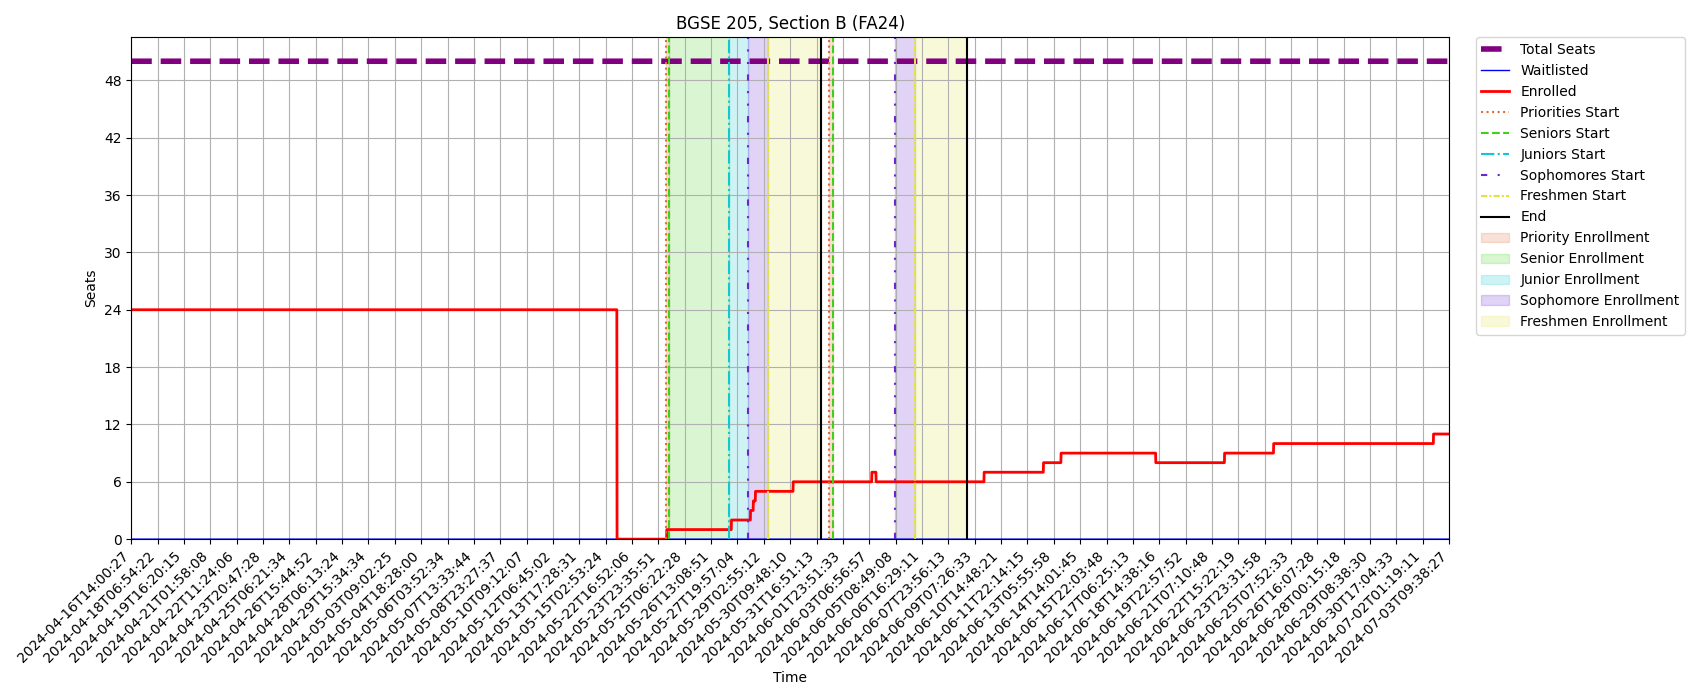 BGSE 205, Section B (FA24)
Seats
48
42
36
30
24
18
12
6
0
2024-04-16T14:00:27
2024-04-18T06:54:22
2024-04-19T16:20:15
2024-04-21T01:58:08
2024-04-22T11:24:06
2024-04-23T20:47:28
2024-04-25T06:21:34
2024-04-26T15:44:52
2024-04-28T06:13:24
2024-04-29T15:34:34
2024-05-03T09:02:25
2024-05-04T18:28:00
2024-05-06T03:52:34
2024-05-07T13:33:44
2024-05-08T23:27:37
2024-05-10T09:12:07
2024-05-12T06:45:02
2024-05-13T17:28:31
2024-05-15T02:53:24
2024-05-22T16:52:06
2024-05-23T23:35:51
2024-05-25T06:22:28
2024-05-26T13:08:51
2024-05-27T19:57:04
2024-05-29T02:55:12
2024-05-30T09:48:10
2024-05-31T16:51:13
2024-06-01T23:51:33
2024-06-03T06:56:57
2024-06-05T08:49:08
2024-06-06T16:29:11
2024-06-07T23:56:13
2024-06-09T07:26:33
2024-06-10T14:48:21
2024-06-11T22:14:15
2024-06-13T05:55:58
2024-06-14T14:01:45
2024-06-15T22:03:48
2024-06-17T06:25:13
2024-06-18T14:38:16
2024-06-19T22:57:52
2024-06-21T07:10:48
2024-06-22T15:22:19
2024-06-23T23:31:58
2024-06-25T07:52:33
2024-06-26T16:07:28
2024-06-28T00:15:18
2024-06-29T08:38:30
2024-06-30T17:04:33
2024-07-02T01:19:11
2024-07-03T09:38:27
Time
Total Seats
Waitlisted
Enrolled
Priorities Start
Seniors Start
Juniors Start
Sophomores Start
Freshmen Start
End
Priority Enrollment
Senior Enrollment
Junior Enrollment
Sophomore Enrollment
Freshmen Enrollment